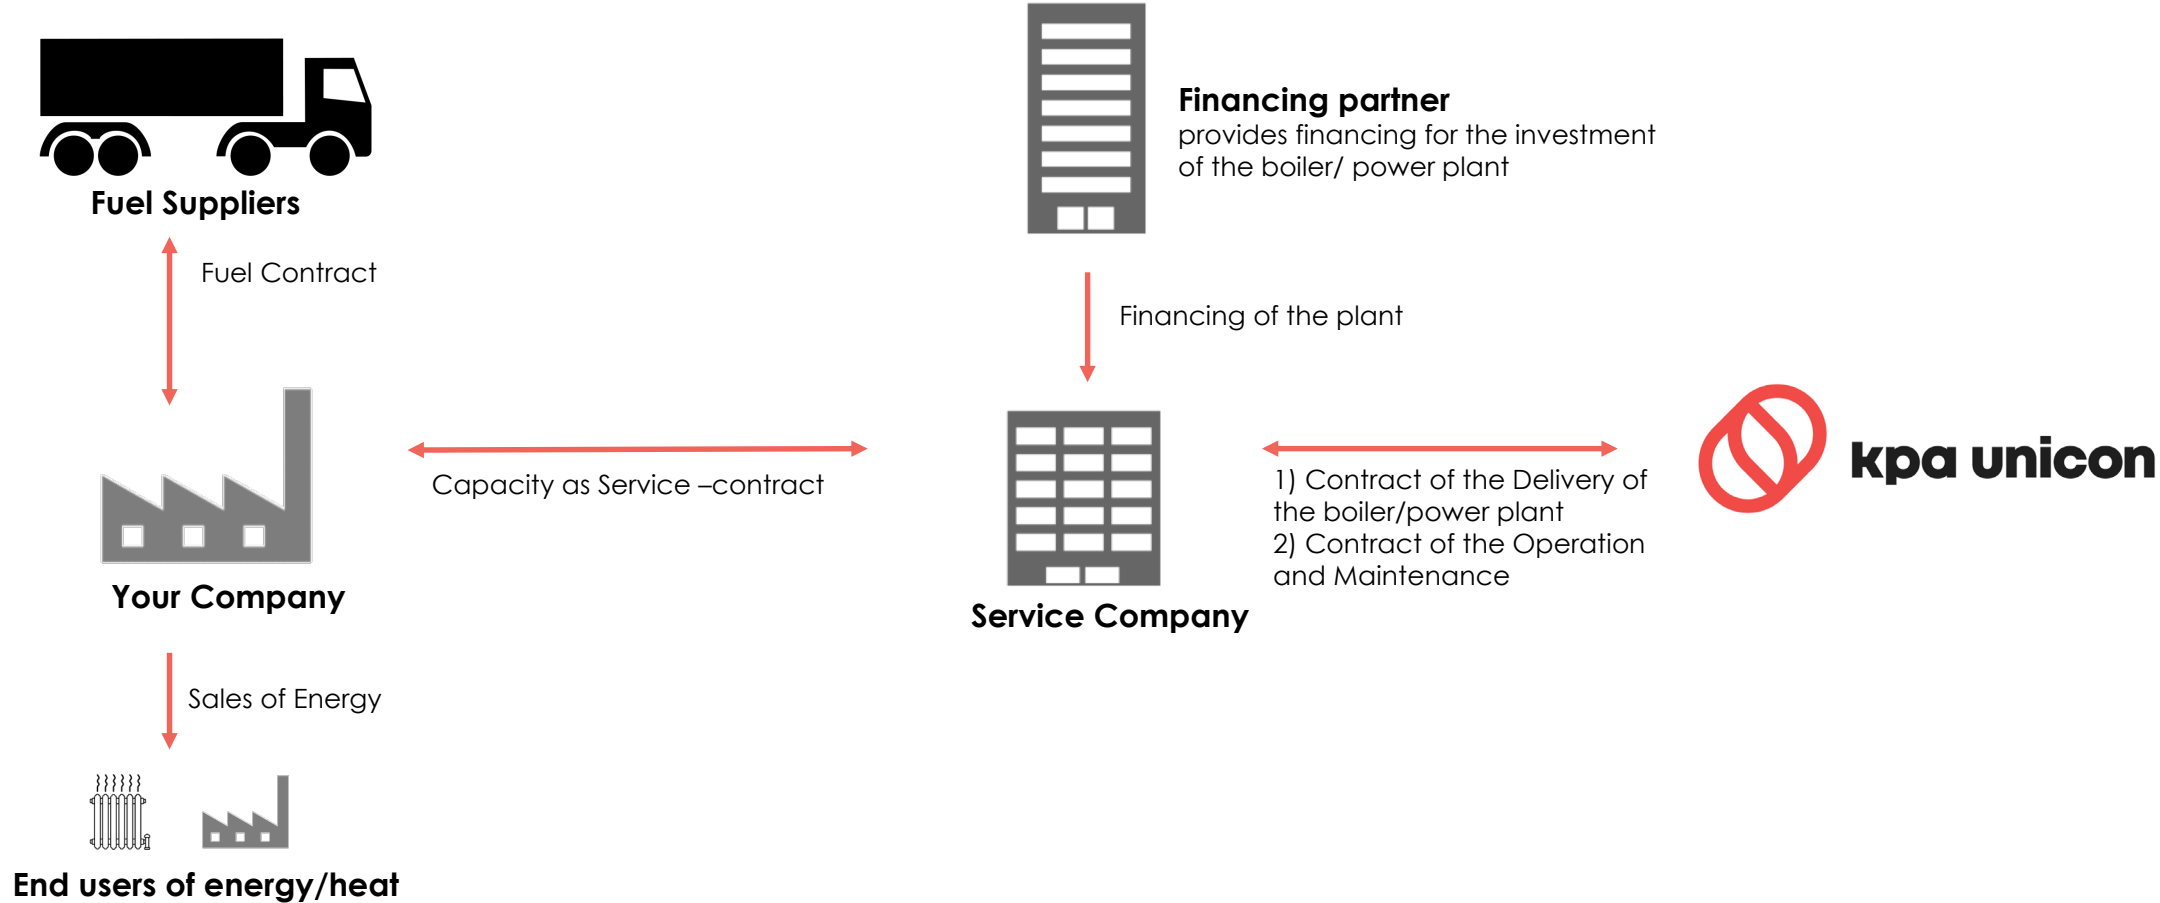 Fuel Suppliers
Fuel Contract
Your Company
Sales of Energy
End users of energy/heat
Capacity as Service –contract
Financing partner
provides financing for the investment
of the boiler/ power plant
Financing of the plant
Service Company
1) Contract of the Delivery of
the boiler/power plant
2) Contract of the Operation
and Maintenance
kpa unicon